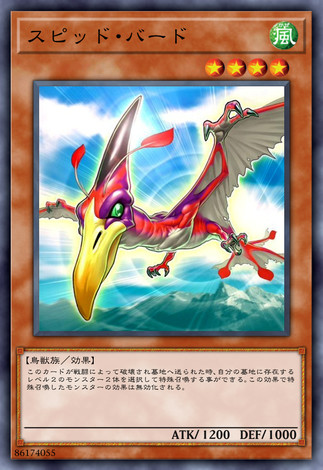 スピッド・バード
風
【鳥獣族／効果】
このカードが戦闘によって破壊され墓地へ送られた時、自分の墓地に存在する
レベル２のモンスター２体を選択して特殊召喚する事ができる。この効果で特
殊召喚したモンスターの効果は無効化される。
ATK/ 1200 DEF/1000
86174055